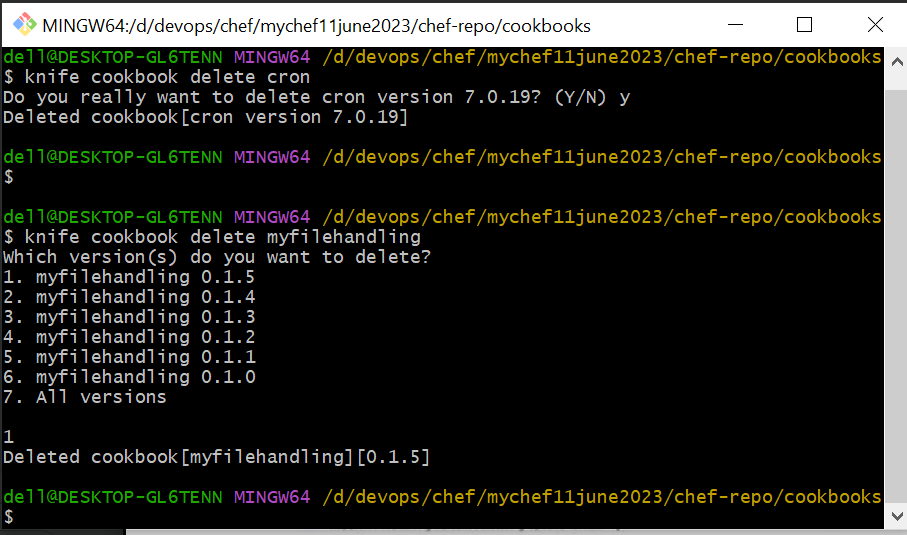 MINGW64:/d/devops/chef/mychef11june2023/chef-repo/cookbooks
dell@DESKTOP-GL6TENN MINGW64 /d/devops/chef/mychef11june2023/chef-repo/cookbooks
$ knife cookbook delete cron
Do you really want to delete cron version 7.0.19? (Y/N) y
Deleted cookbook[cron version 7.0.19]
dell@DESKTOP-GL6TENN MINGW64 /d/devops/chef/mychef11june2023/chef-repo/cookbooks
$
dell@DESKTOP-GL6TENN MINGW64 /d/devops/chef/mychef11june2023/chef-repo/cookbooks
$ knife cookbook delete myfilehandling
Which version(s) do you want to delete?
1. myfilehandling 0.1.5
2. myfilehandling 0.1.4
3. myfilehandling 0.1.3
4. myfilehandling 0.1.2
5. myfilehandling 0.1.1
6. myfilehandling 0.1.0
7. All versions
1
Deleted cookbook[myfilehandling][0.1.5]
dell@DESKTOP-GL6TENN MINGW64 /d/devops/chef/mychef11june2023/chef-repo/cookbooks
$